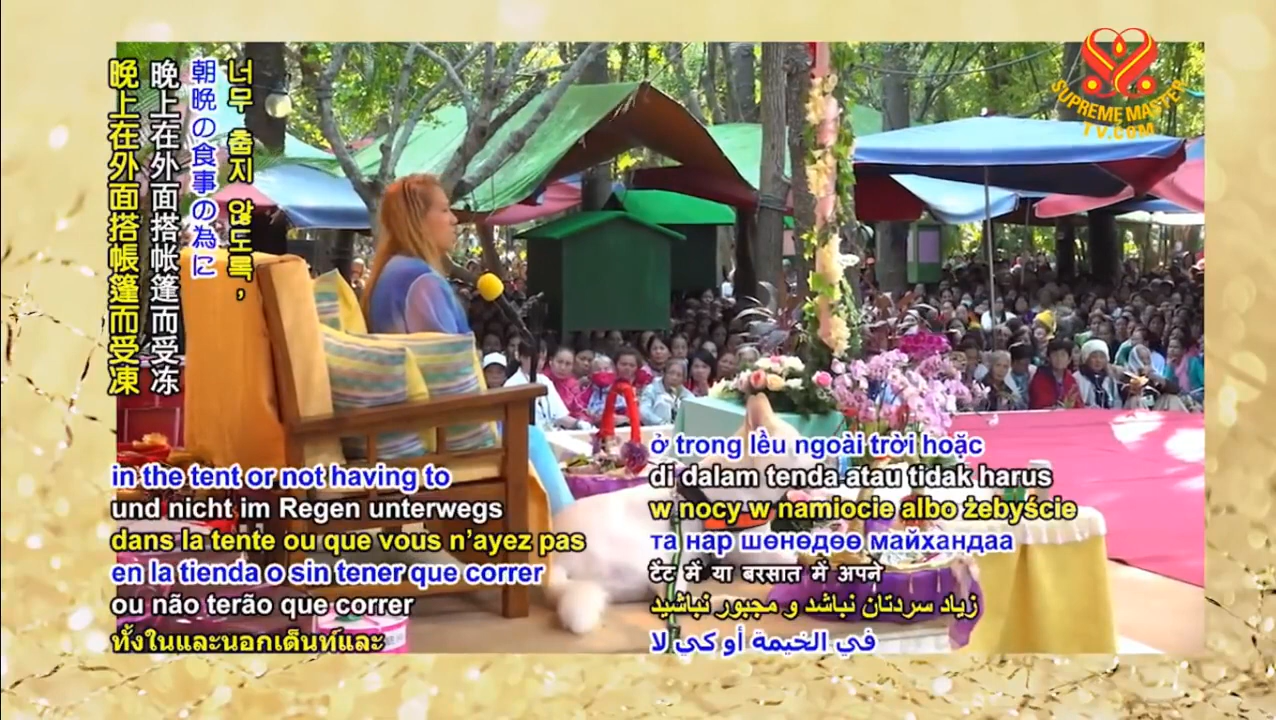 너무 춥지 않도록,
朝晩の食事の為に
晚上在外面搭帐篷而受冻
晚上在外面搭帳篷而受凍
SUPREME MASTER
TV.COM
in the tent or not having to
und nicht im Regen unterwegs
dans la tente ou que vous n'ayez pas
en la tienda o sin tener que correr
ou não terão que correr
ทั้งในและนอกเต็นท์และ
ở trong lều ngoài trời hoặc
di dalam tenda atau tidak harus
w nocy w namiocie albo żebyście
та нар шөнөдөө майхандаа
टेंट में या बरसात में अपने
زیاد سردتان نباشد و مجبور نباشید
في الخيمة أو كي لا